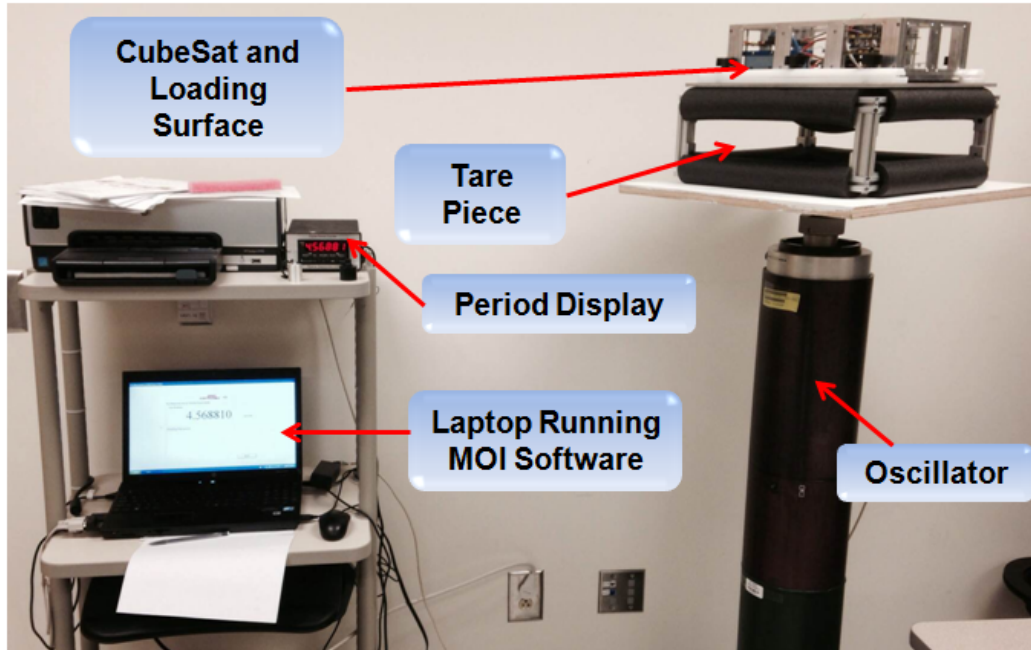 CubeSat and
Loading
Surface
Tare
Piece
Period Display
4.568810
Laptop Running
MOI Software
Oscillator